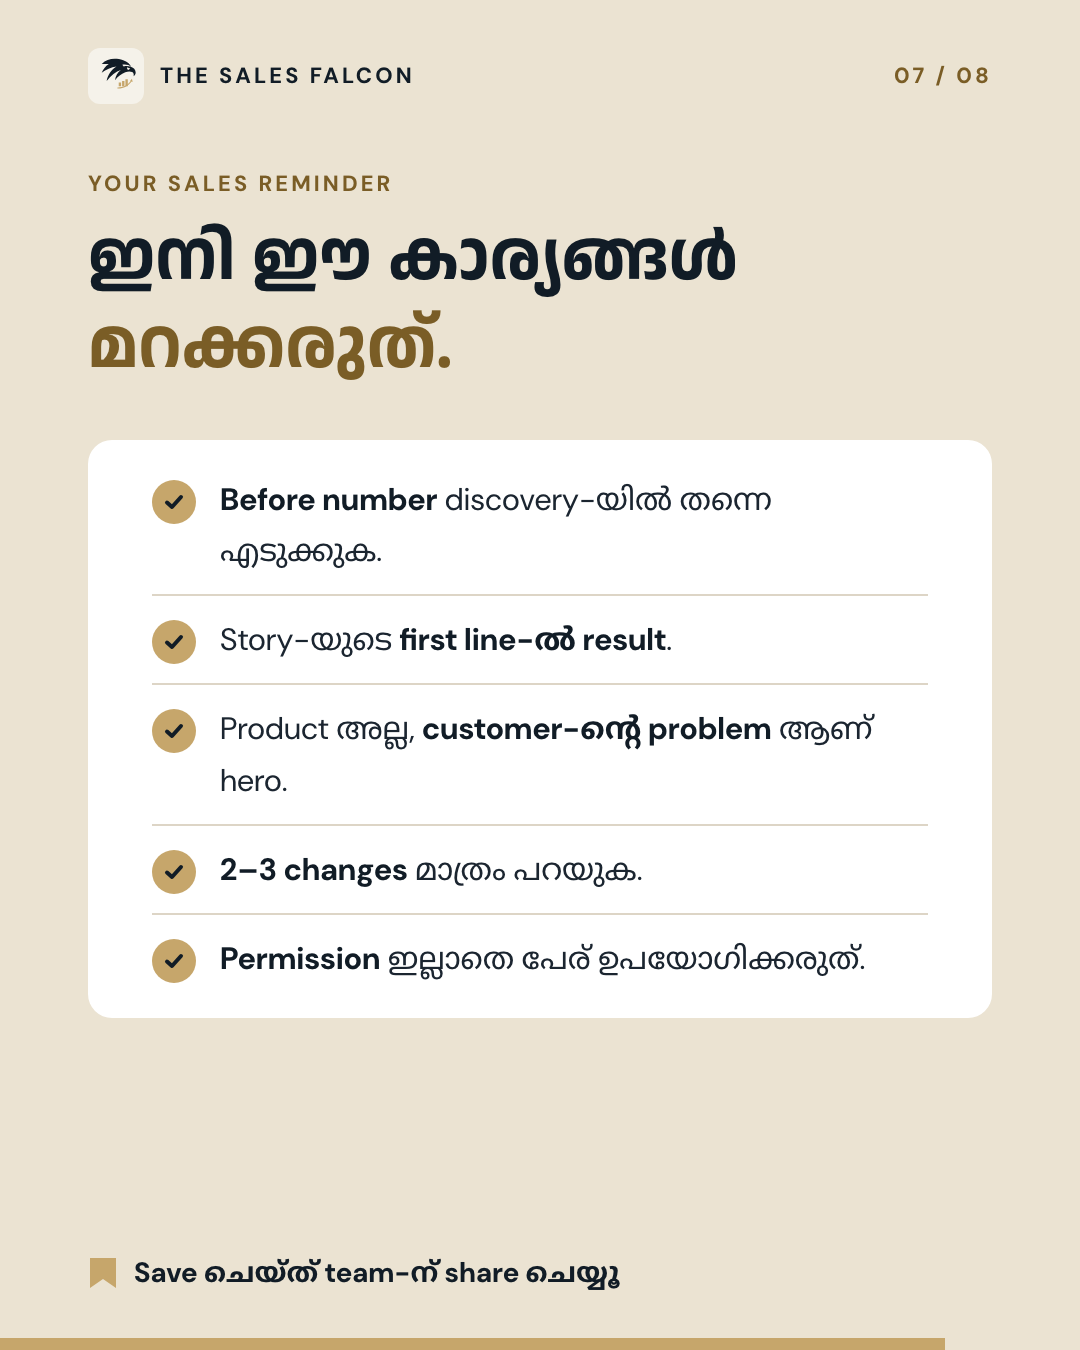 THE SALES FALCON
07 / 08
YOUR SALES REMINDER
ഇനി ഈ കാര്യങ്ങൾ
മറക്കരുത്.
Before number discovery-യിൽ തന്നെ
എടുക്കുക.
Story-യുടെ first line-ൽ result.
Product അല്ല, customer-ന്റെ problem ആണ്
hero.
2–3 changes മാത്രം പറയുക.
Permission ഇല്ലാതെ പേര് ഉപയോഗിക്കരുത്.
Save ചെയ്ത് team-ന് share ചെയ്യൂ